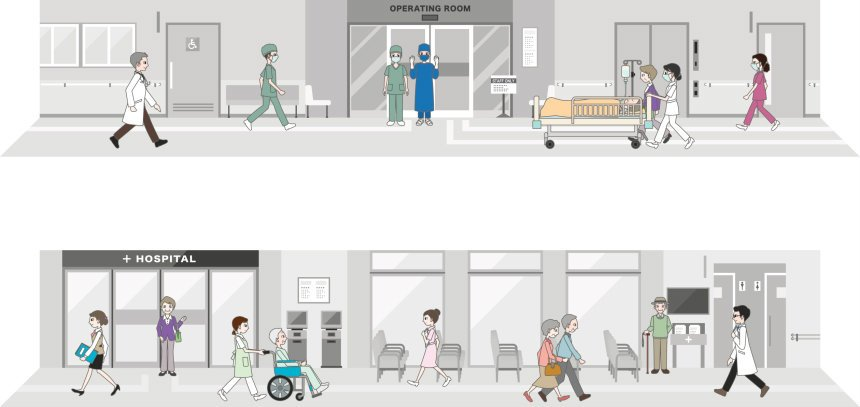 OPERATING ROOM
STAFF ONLY
+ HOSPITAL